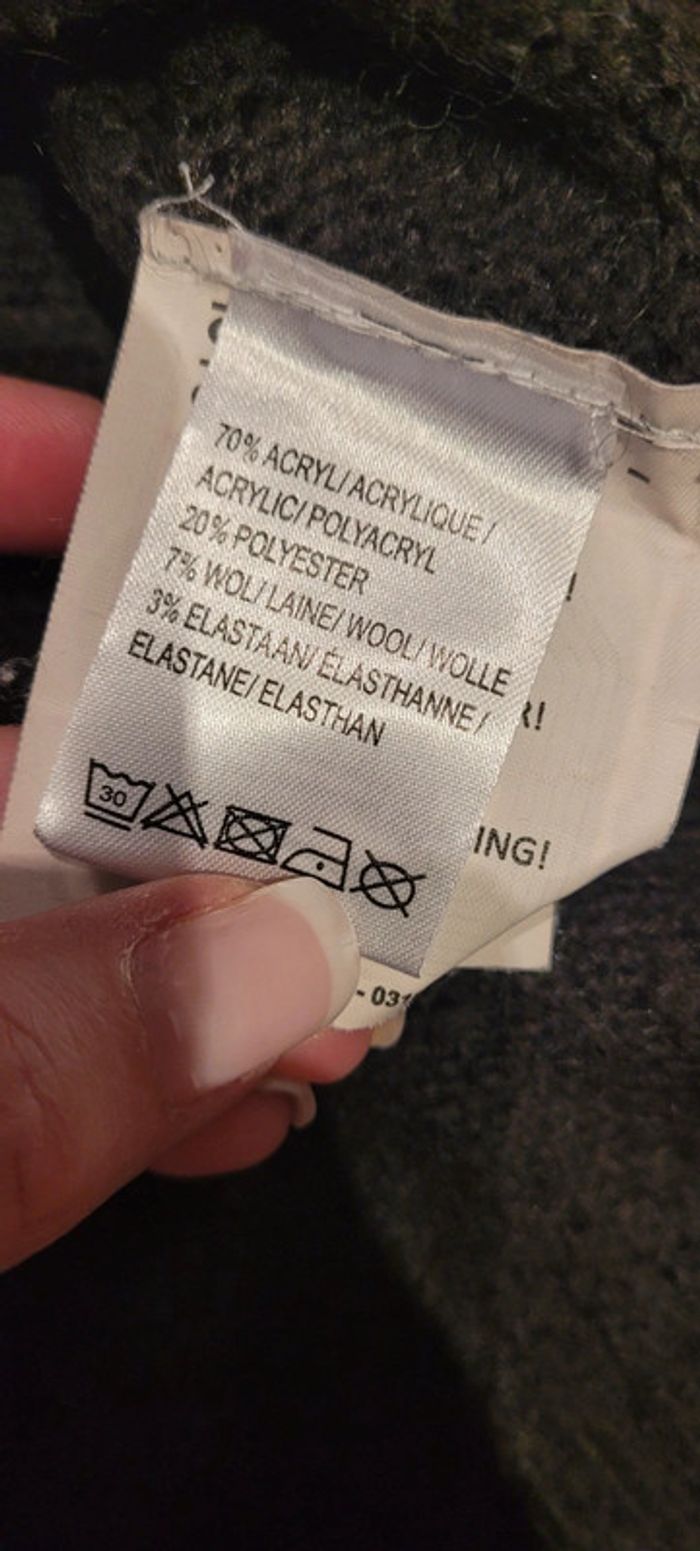 70% ACRYL/ ACRYLIQUE /
ACRYLIC/ POLYACRYL
20% POLYESTER
7% WOL/ LAINE/ WOOL/ WOLLE
3% ELASTAAN/ ÉLASTHANNE /
ELASTANE/ ELASTHAN
30
!
R!
ING!
- 031